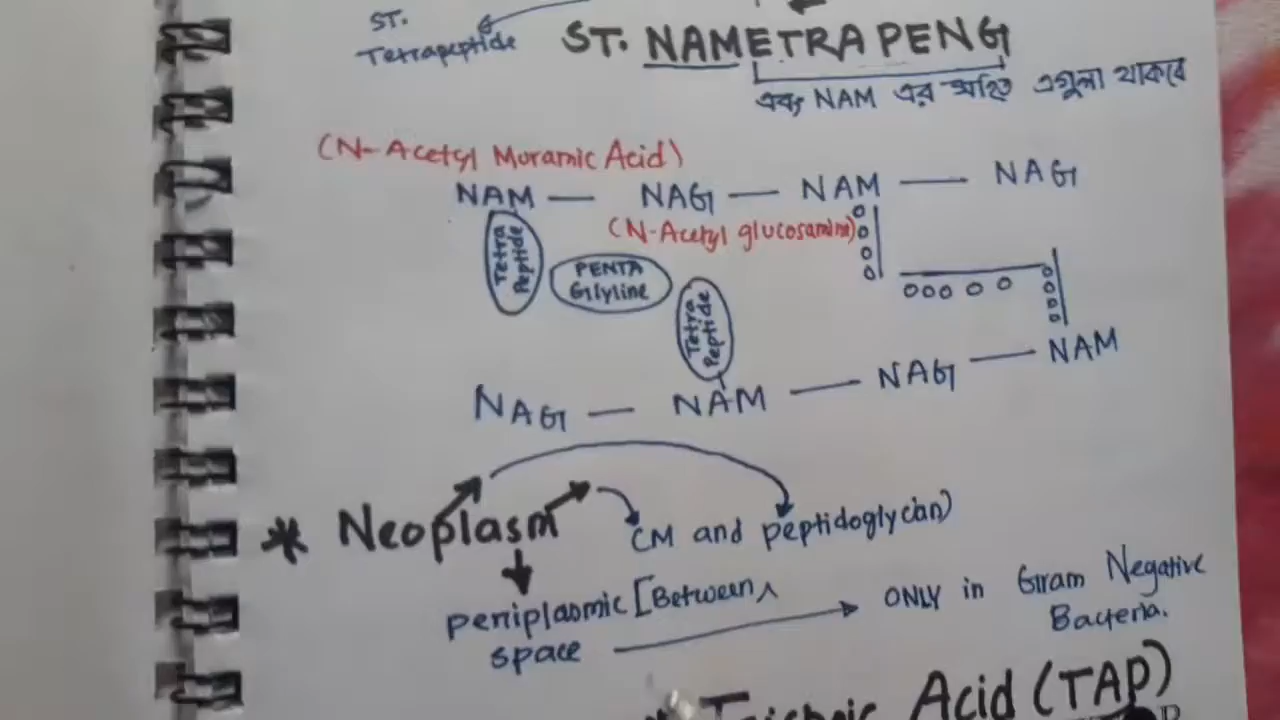 ST.
Tetrapeptide
ST. NAMETRAPENG
এবং NAM এর সহিত এগুলা থাকবে
(N-Acetyl Muramic Acid)
NAM — NAG — NAM — NAG
(N-Acetyl glucosamine)
Tetra Peptide
PENTA Glyline
Tetra Peptide
NAG — NAM — NAG — NAM
* Neoplasm
CM and peptidoglycan)
periplasmic [Between
space
ONLY in Gram Negative
Bacteria.
Acid (TAP)